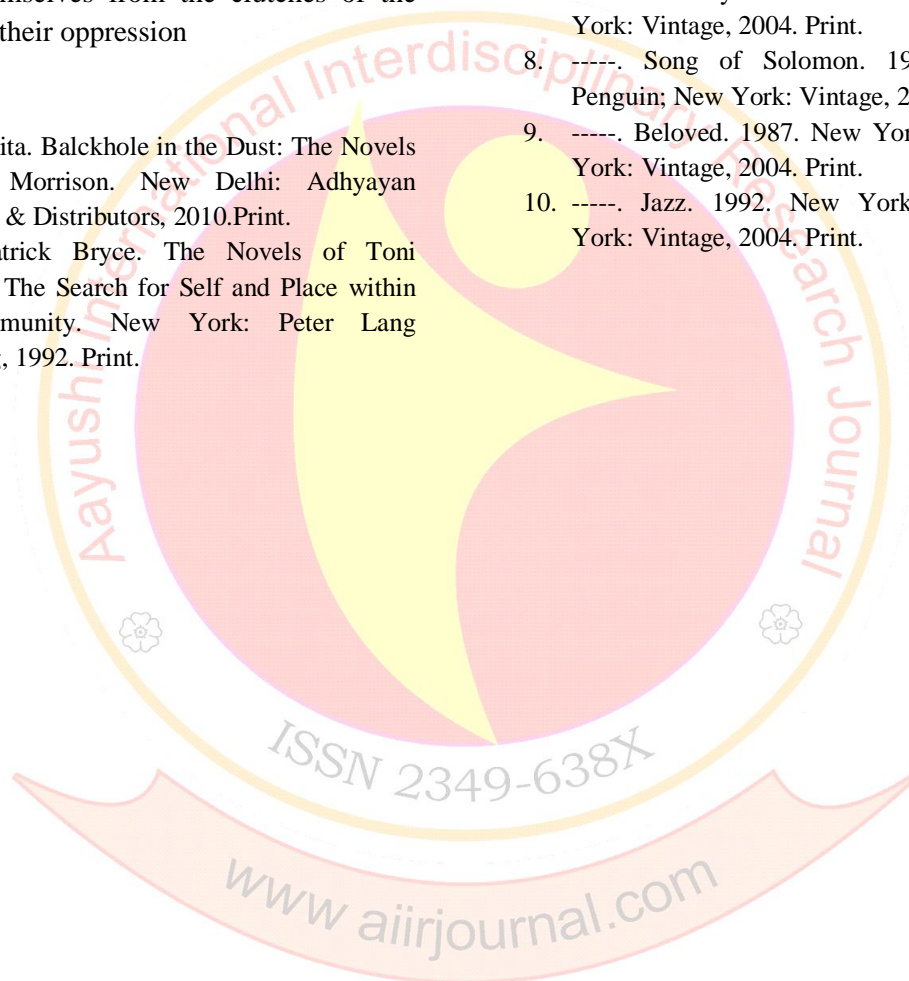 mselves from the clutches of the
their oppression
ita. Balckhole in the Dust: The Novels
Morrison. New Delhi: Adhyayan
& Distributors, 2010.Print.
atrick Bryce. The Novels of Toni
The Search for Self and Place within
munity. New York: Peter Lang
, 1992. Print.
York: Vintage, 2004. Print.
8. -----. Song of Solomon. 19
Penguin; New York: Vintage, 2
9. -----. Beloved. 1987. New Yor
York: Vintage, 2004. Print.
10. -----. Jazz. 1992. New York
York: Vintage, 2004. Print.
Aayushi International Interdisciplinary Research Journal
ISSN 2349-638X
www aiirjournal.com